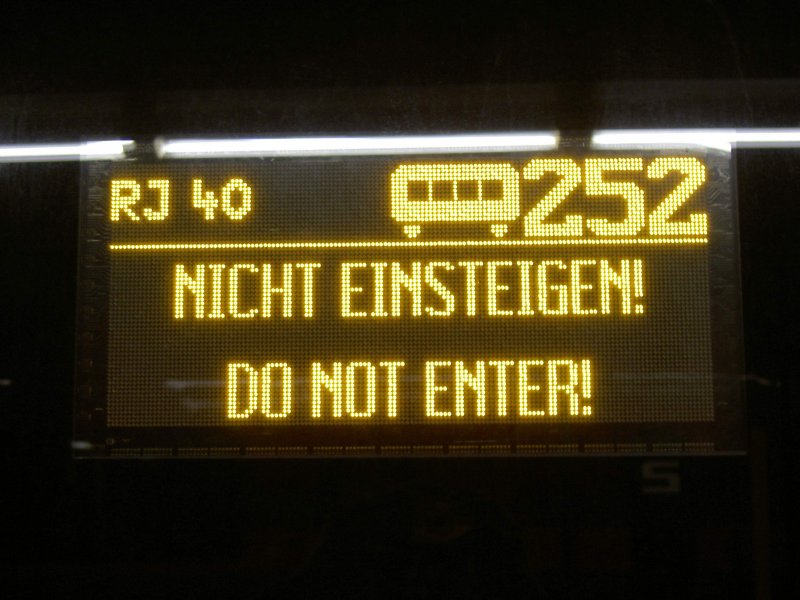 RJ 40 252
NICHT EINSTEIGEN!
DO NOT ENTER!
S